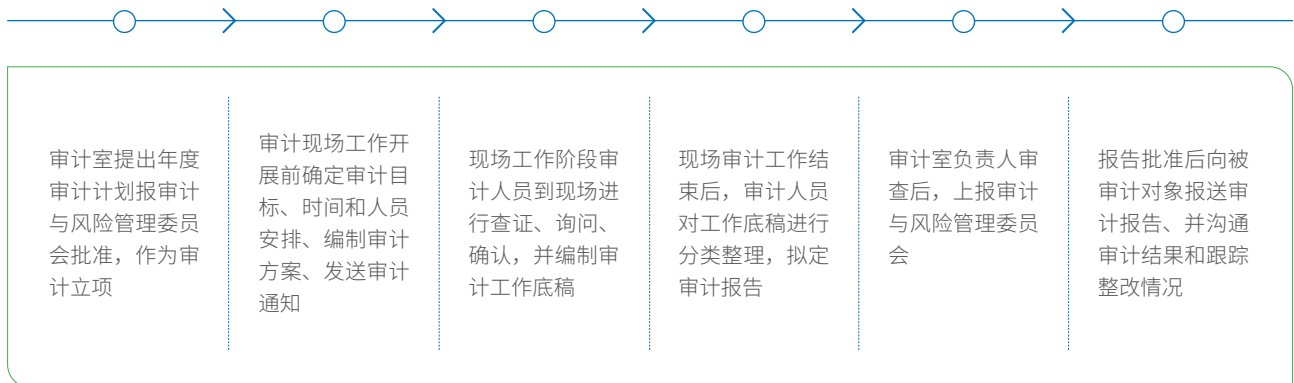 审计室提出年度
审计计划报审计
与风险管理委员
会批准，作为审
计立项
审计现场工作开
展前确定审计目
标、时间和人员
安排、编制审计
方案、发送审计
通知
现场工作阶段审
计人员到现场进
行查证、询问、
确认，并编制审
计工作底稿
现场审计工作结
束后，审计人员
对工作底稿进行
分类整理，拟定
审计报告
审计室负责人审
查后，上报审计
与风险管理委员
会
报告批准后向被
审计对象报送审
计报告、并沟通
审计结果和跟踪
整改情况